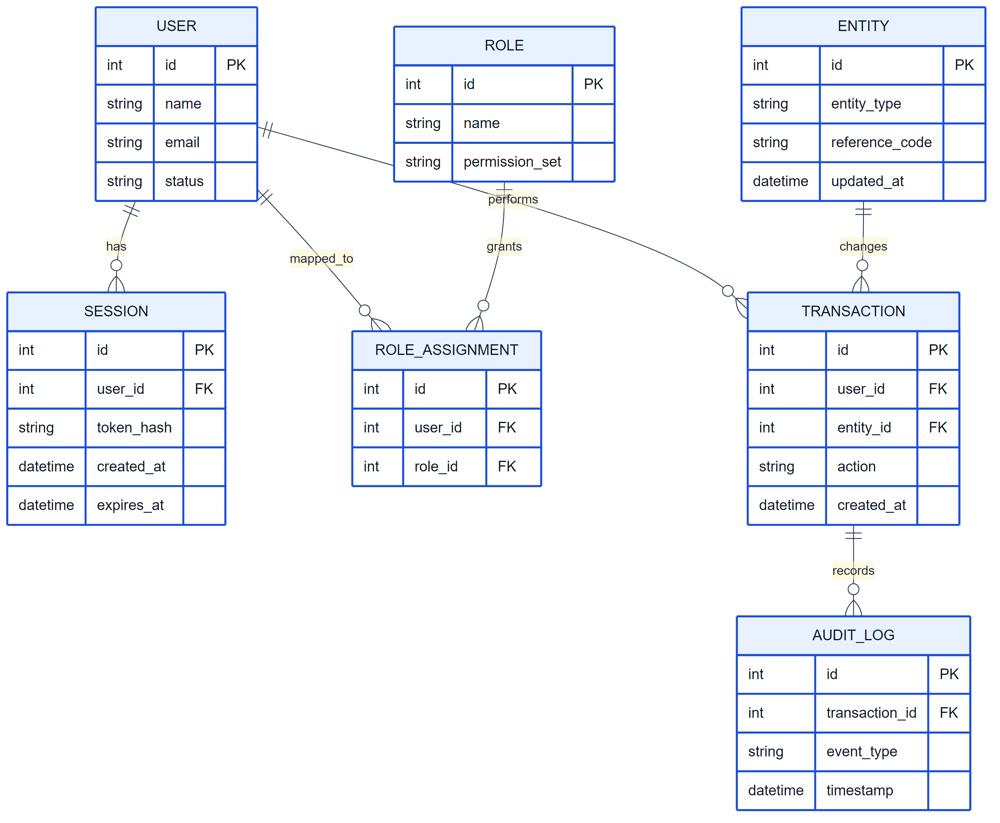 USER
int id PK
string name
string email
string status
ROLE
int id PK
string name
string permission_set
ENTITY
int id PK
string entity_type
string reference_code
datetime updated_at
performs
has
mapped_to
grants
changes
SESSION
int id PK
int user_id FK
string token_hash
datetime created_at
datetime expires_at
ROLE_ASSIGNMENT
int id PK
int user_id FK
int role_id FK
TRANSACTION
int id PK
int user_id FK
int entity_id FK
string action
datetime created_at
records
AUDIT_LOG
int id PK
int transaction_id FK
string event_type
datetime timestamp